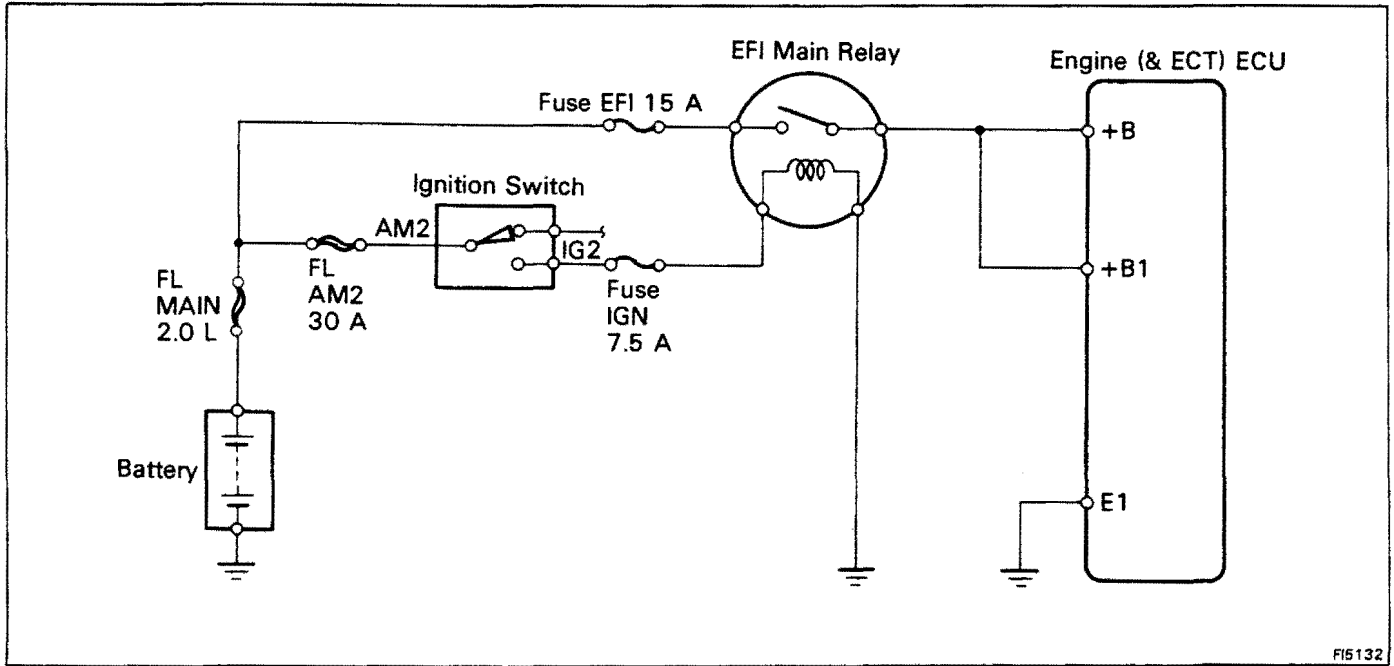 EFI Main Relay
Engine (& ECT) ECU
Fuse EFI 15 A
+B
Ignition Switch
AM2
IG2
+B1
FL
MAIN
2.0 L
FL
AM2
30 A
Fuse
IGN
7.5 A
Battery
E1
FI5132